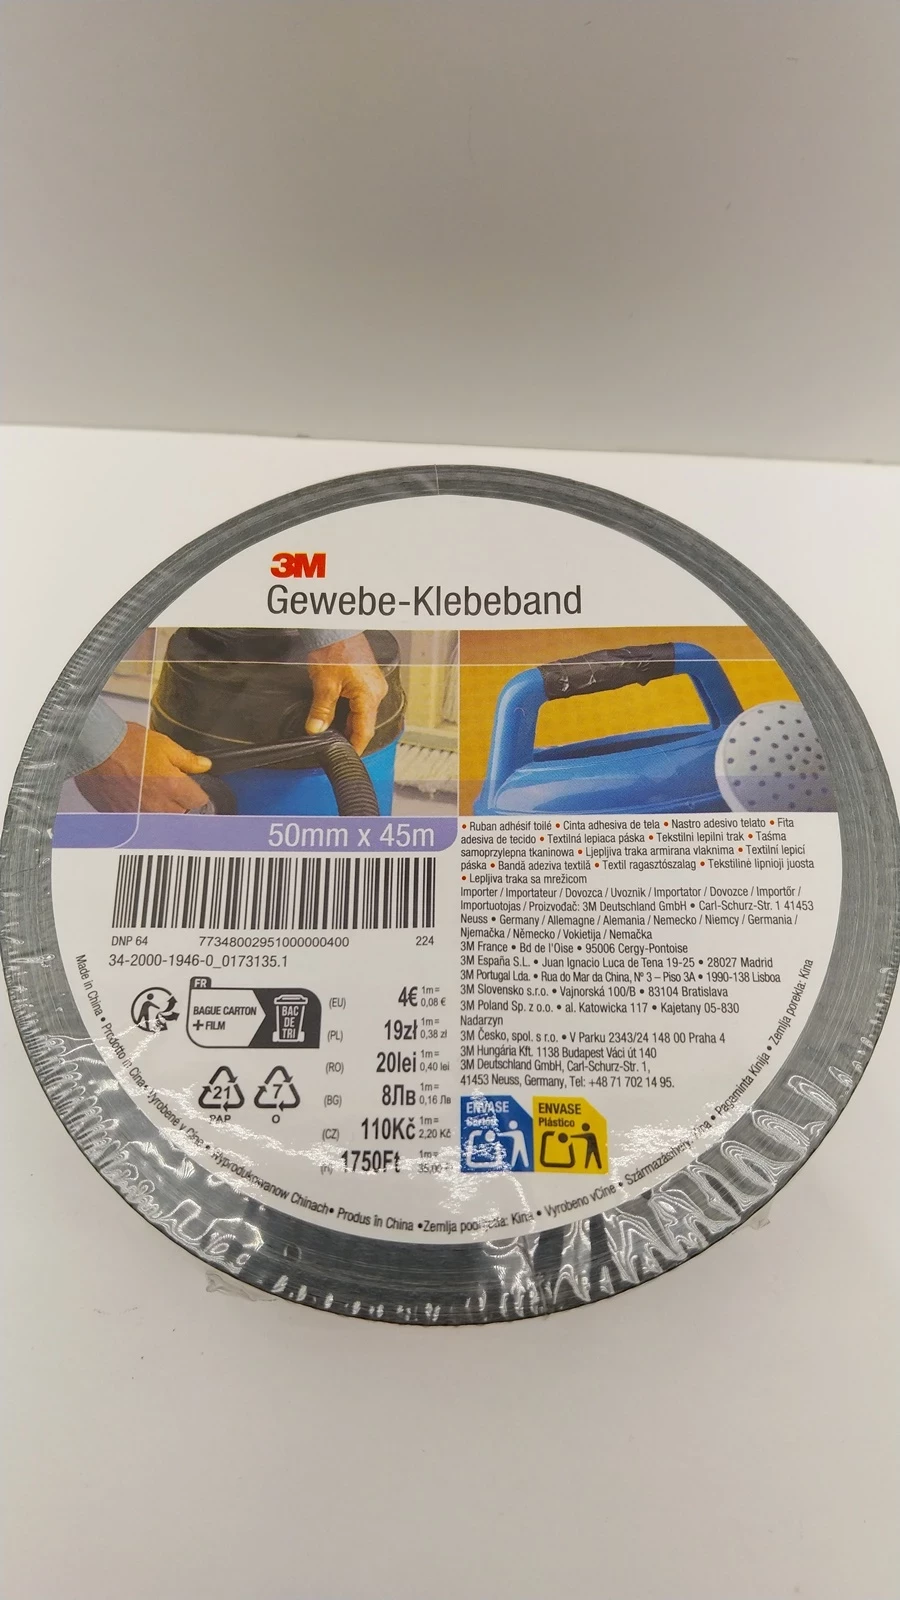 3M
Gewebe-Klebeband
50mm x 45m
DNP 64 77348002951000000400 224
34-2000-1946-0_0173135.1
FR
BAGUE CARTON
+ FILM
BAC
DE
TRI
21
PAP
7
O
(EU) 4€ 1m= 0,08 €
(PL) 19zł 1m= 0,38 zł
(RO) 20lei 1m= 0,40 lei
(BG) 8Лв 1m= 0,16 Лв
(CZ) 110Kč 1m= 2,20 Kč
1750Ft 1m=
• Ruban adhésif toilé • Cinta adhesiva de tela • Nastro adesivo telato • Fita
adesiva de tecido • Textilná lepiaca páska • Tekstilni lepilni trak • Taśma
samoprzylepna tkaninowa • Ljepljiva traka armirana vlaknima • Textilní lepicí
páska • Bandă adeziva textilă • Textil ragasztószalag • Tekstilinė lipnioji juosta
• Lepljiva traka sa mrežicom
Importer / Importateur / Dovozca / Uvoznik / Importator / Dovozce / Importőr /
Importuotojas / Proizvođač: 3M Deutschland GmbH • Carl-Schurz-Str. 1 41453
Neuss • Germany / Allemagne / Alemania / Nemecko / Niemcy / Germania /
Njemačka / Německo / Vokietija / Nemačka
3M France • Bd de l'Oise • 95006 Cergy-Pontoise
3M España S.L. • Juan Ignacio Luca de Tena 19-25 • 28027 Madrid
3M Portugal Lda. • Rua do Mar da China, Nº 3 – Piso 3A • 1990-138 Lisboa
3M Slovensko s.r.o. • Vajnorská 100/B • 83104 Bratislava
3M Poland Sp. z o.o. • al. Katowicka 117 • Kajetany 05-830
Nadarzyn
3M Česko, spol. s r.o. • V Parku 2343/24 148 00 Praha 4
3M Hungária Kft. 1138 Budapest Váci út 140
3M Deutschland GmbH, Carl-Schurz-Str. 1,
41453 Neuss, Germany, Tel: +48 71 702 14 95.
ENVASE
Cartón
ENVASE
Plástico
Made in China • Prodotto in Cina • Vyrobené v Číne • Wyprodukowano w Chinach • Produs în China • Zemlja porijekla: Kina • Vyrobeno v Číně • Származási hely: Kína • Pagaminta Kinija • Zemlja porekla: Kina